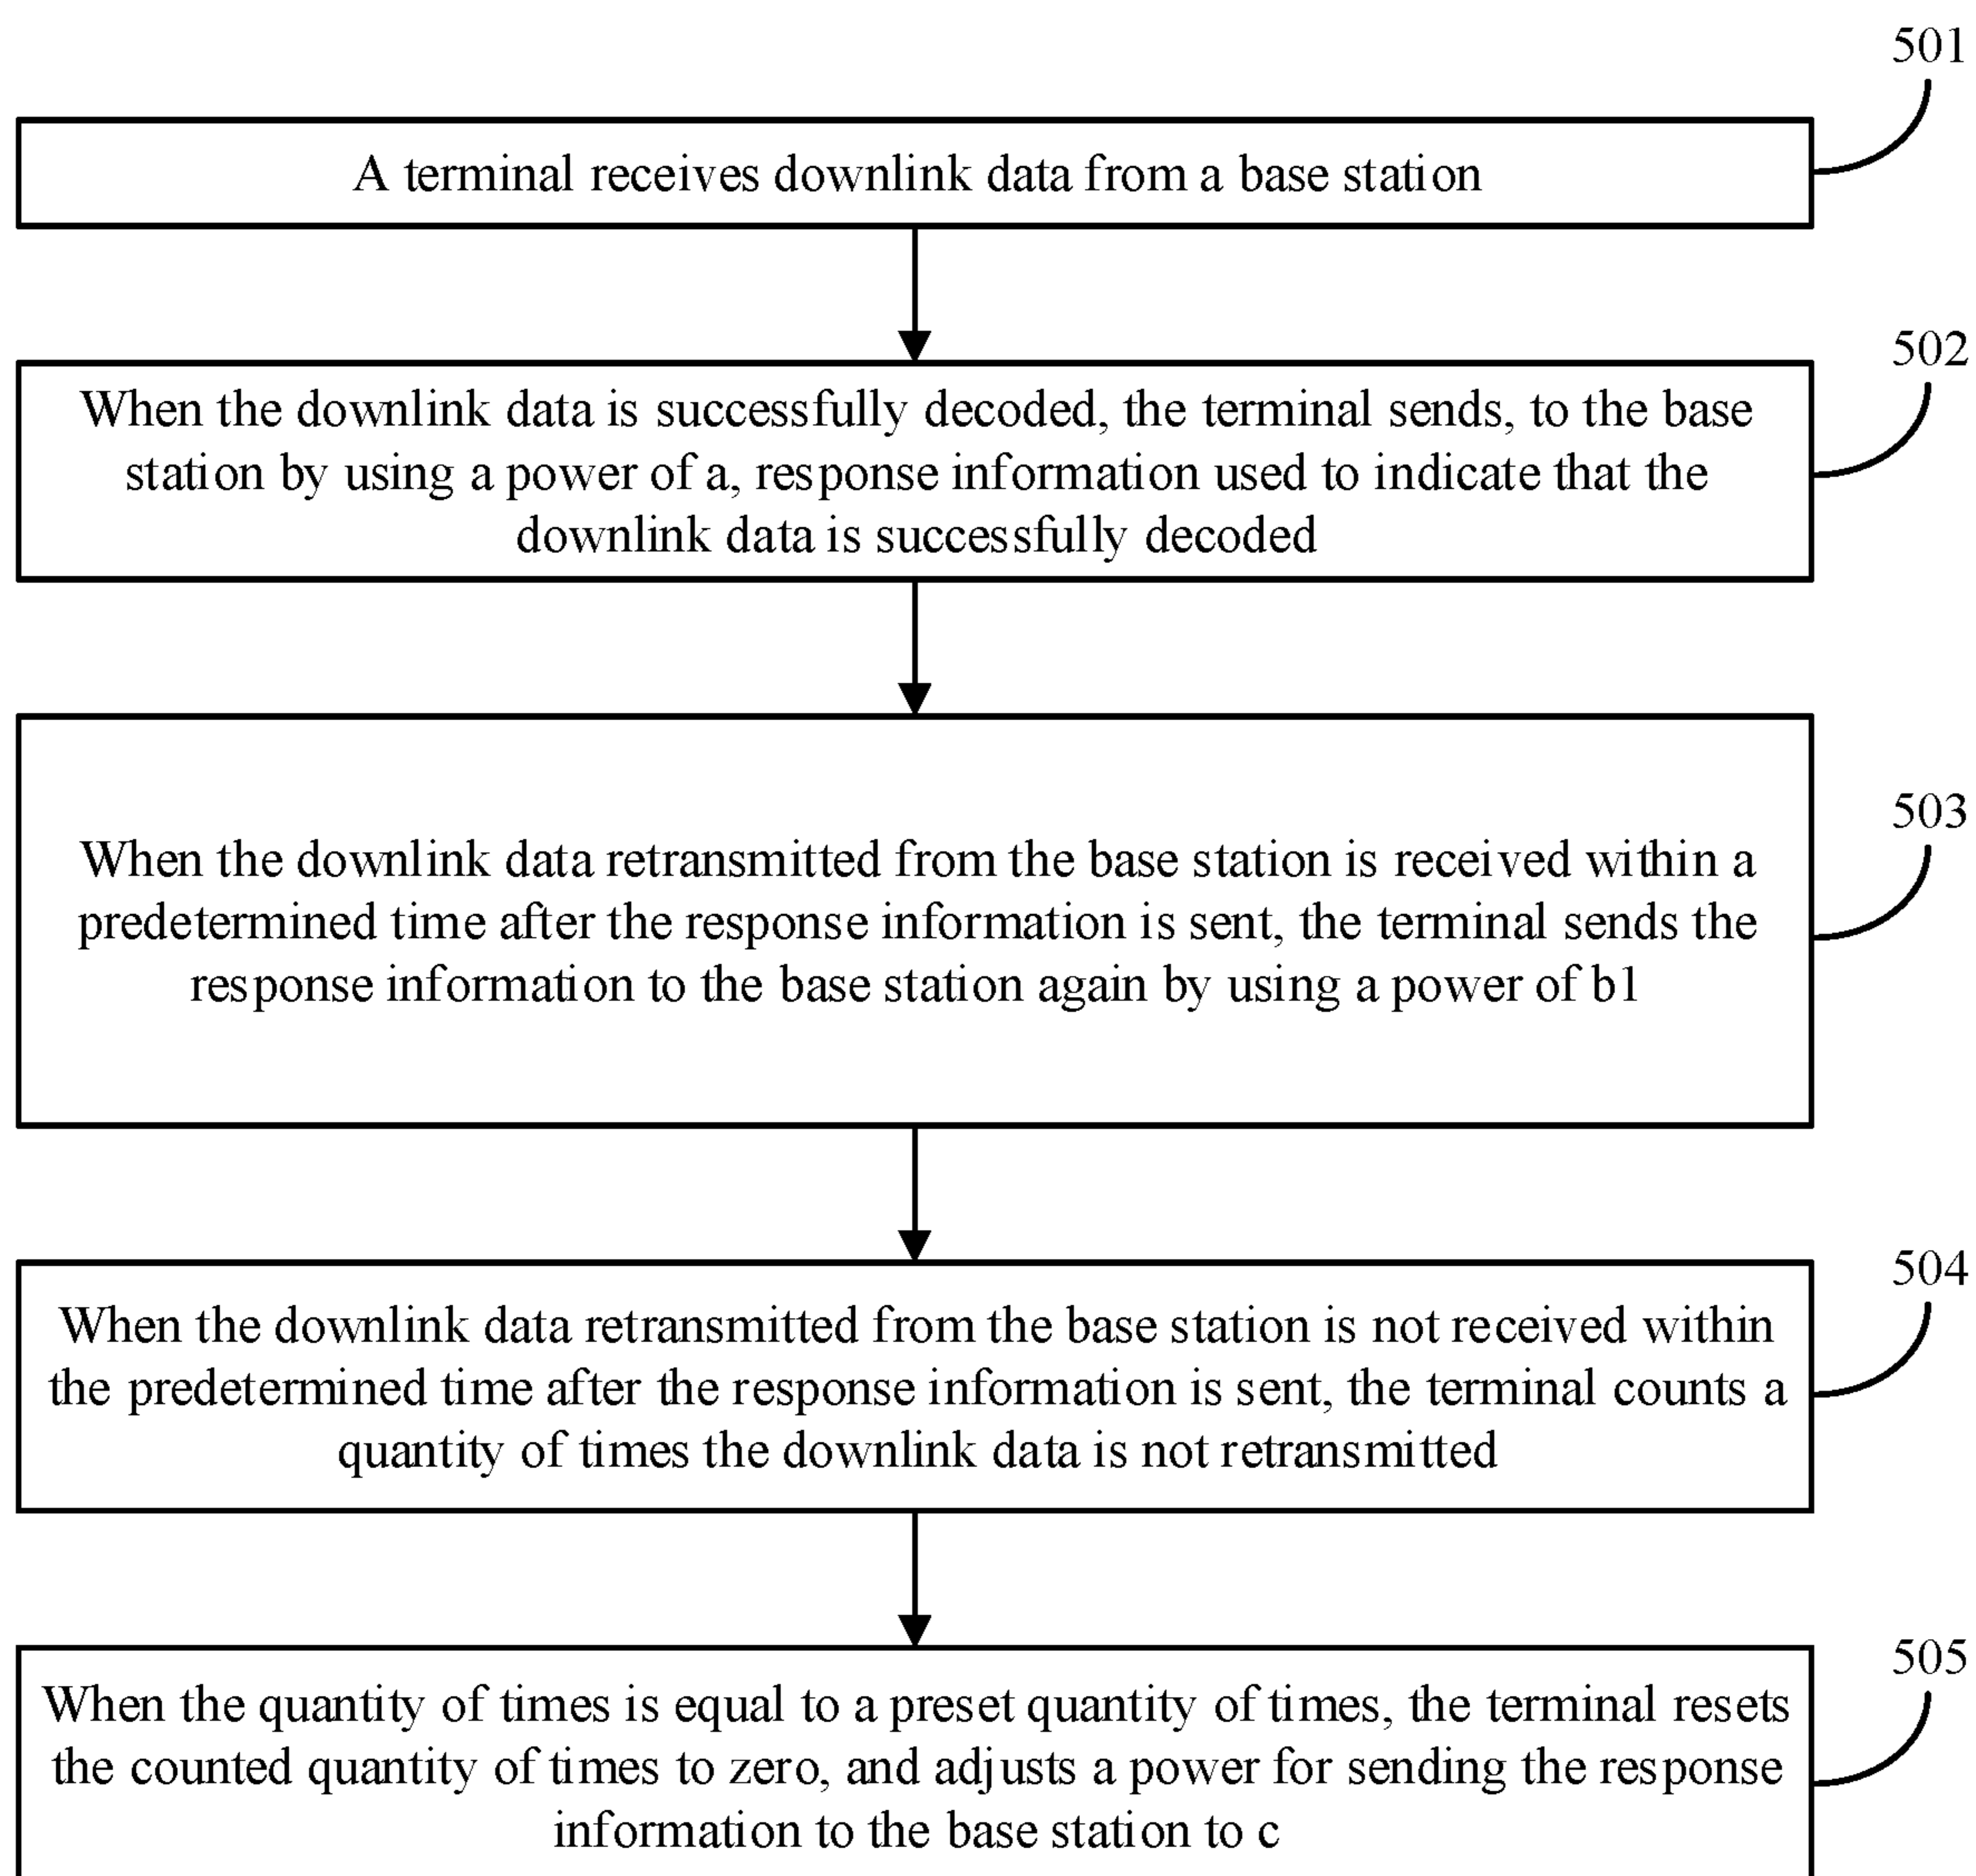 501
A terminal receives downlink data from a base station
502
When the downlink data is successfully decoded, the terminal sends, to the base
station by using a power of a, response information used to indicate that the
downlink data is successfully decoded
503
When the downlink data retransmitted from the base station is received within a
predetermined time after the response information is sent, the terminal sends the
response information to the base station again by using a power of b1
504
When the downlink data retransmitted from the base station is not received within
the predetermined time after the response information is sent, the terminal counts a
quantity of times the downlink data is not retransmitted
505
When the quantity of times is equal to a preset quantity of times, the terminal resets
the counted quantity of times to zero, and adjusts a power for sending the response
information to the base station to c